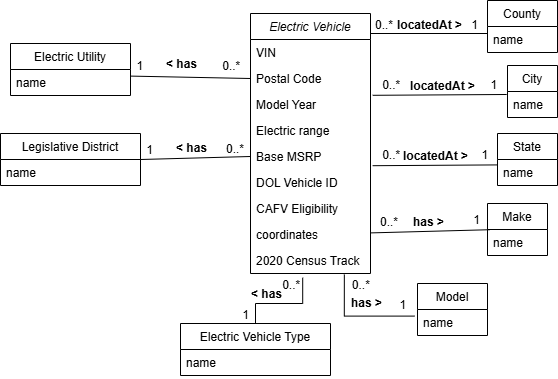 Electric Vehicle
VIN
Postal Code
Model Year
Electric range
Base MSRP
DOL Vehicle ID
CAFV Eligibility
coordinates
2020 Census Track
Electric Utility
name
1 < has 0..*
Legislative District
name
1 < has 0..*
County
name
0..* locatedAt > 1
City
name
0..* locatedAt > 1
State
name
0..* locatedAt > 1
Make
name
0..* has > 1
Model
name
0..*
has > 1
0..*
< has
1
Electric Vehicle Type
name